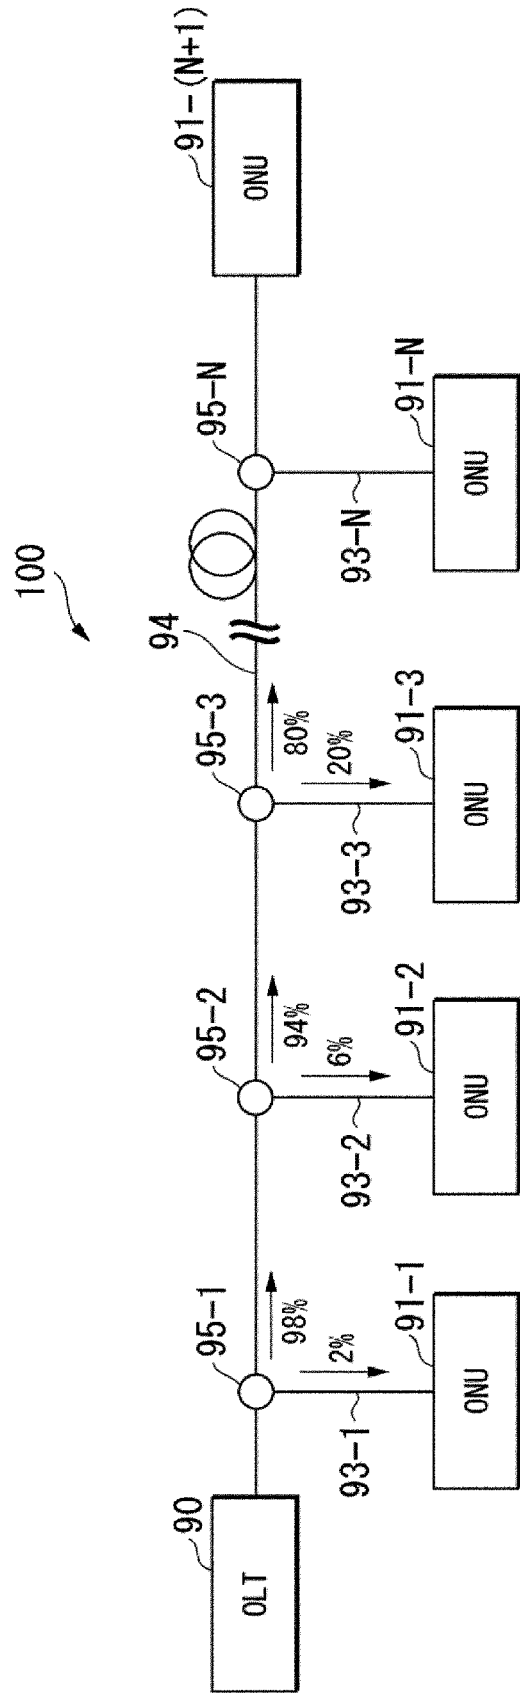 100
90
OLT
95-1
98%
2%
93-1
91-1
ONU
95-2
94%
6%
93-2
91-2
ONU
95-3
80%
20%
93-3
91-3
ONU
94
95-N
93-N
91-N
ONU
91-(N+1)
ONU